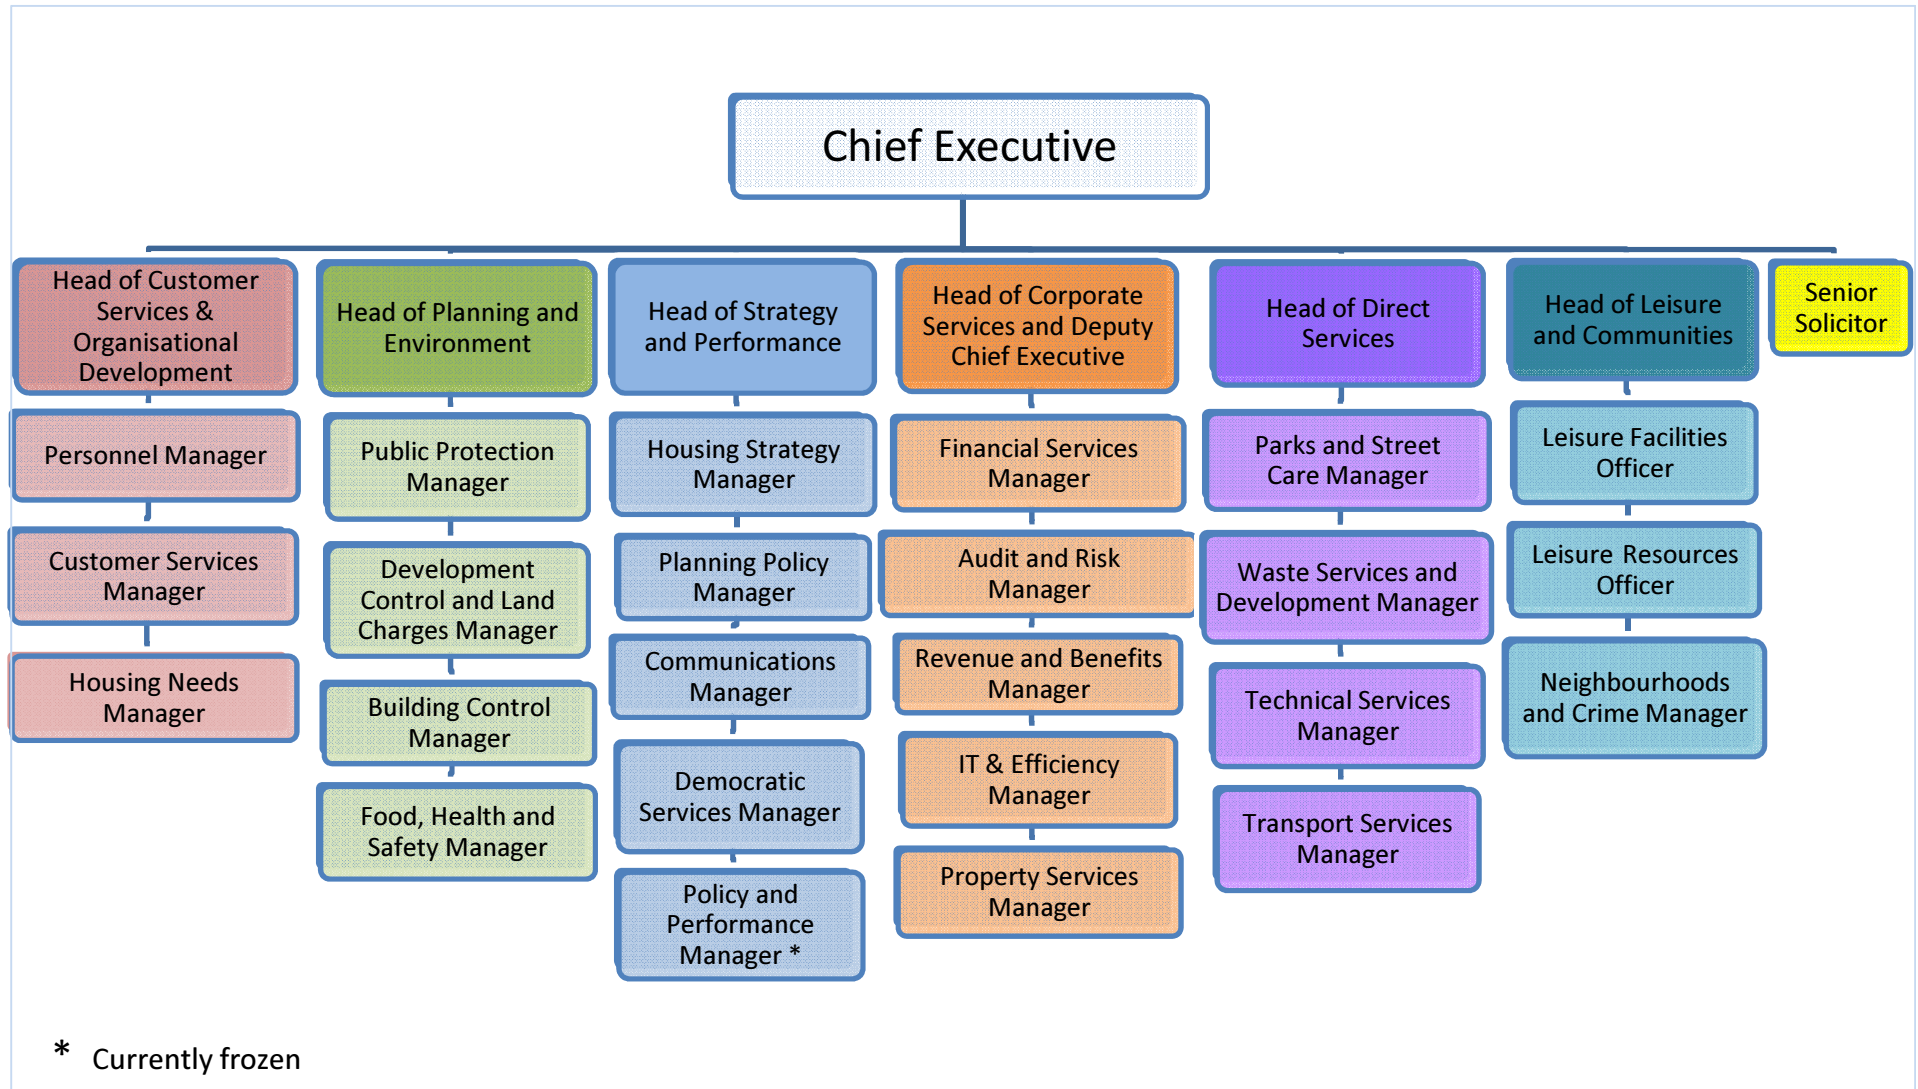 Chief Executive
Head of Customer
Services &
Organisational
Development
Personnel Manager
Customer Services
Manager
Housing Needs
Manager
Head of Planning and
Environment
Public Protection
Manager
Development
Control and Land
Charges Manager
Building Control
Manager
Food, Health and
Safety Manager
Head of Strategy
and Performance
Housing Strategy
Manager
Planning Policy
Manager
Communications
Manager
Democratic
Services Manager
Policy and
Performance
Manager *
Head of Corporate
Services and Deputy
Chief Executive
Financial Services
Manager
Audit and Risk
Manager
Revenue and Benefits
Manager
IT & Efficiency
Manager
Property Services
Manager
Head of Direct
Services
Parks and Street
Care Manager
Waste Services and
Development Manager
Technical Services
Manager
Transport Services
Manager
Head of Leisure
and Communities
Leisure Facilities
Officer
Leisure Resources
Officer
Neighbourhoods
and Crime Manager
Senior
Solicitor
* Currently frozen